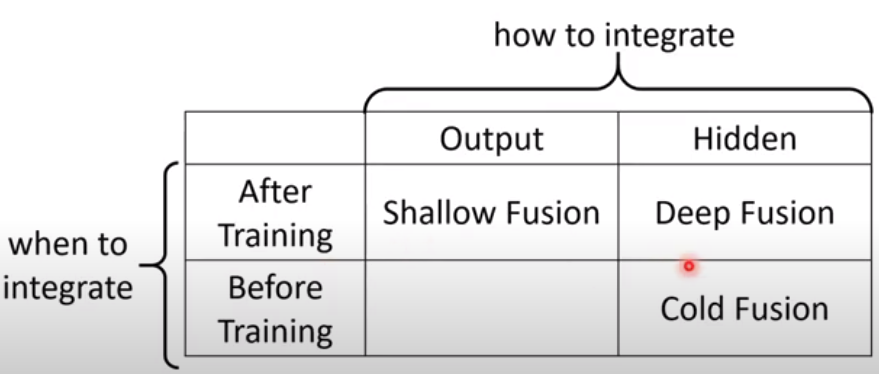 how to integrate
Output Hidden
After
Training
Shallow Fusion Deep Fusion
when to
integrate
Before
Training
Cold Fusion